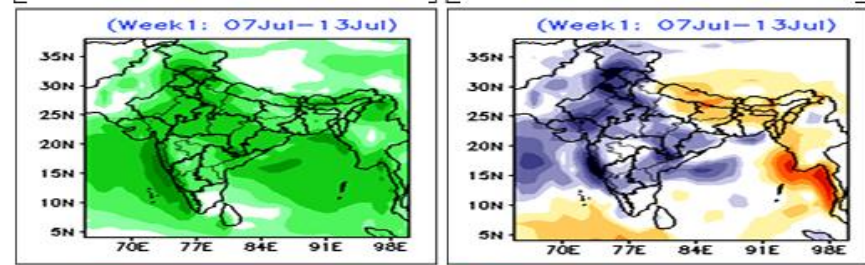 (Week1: 07Jul–13Jul)
35N
30N
25N
20N
15N
10N
5N
70E 77E 84E 91E 98E
(Week1: 07Jul–13Jul)
35N
30N
25N
20N
15N
10N
5N
70E 77E 84E 91E 98E